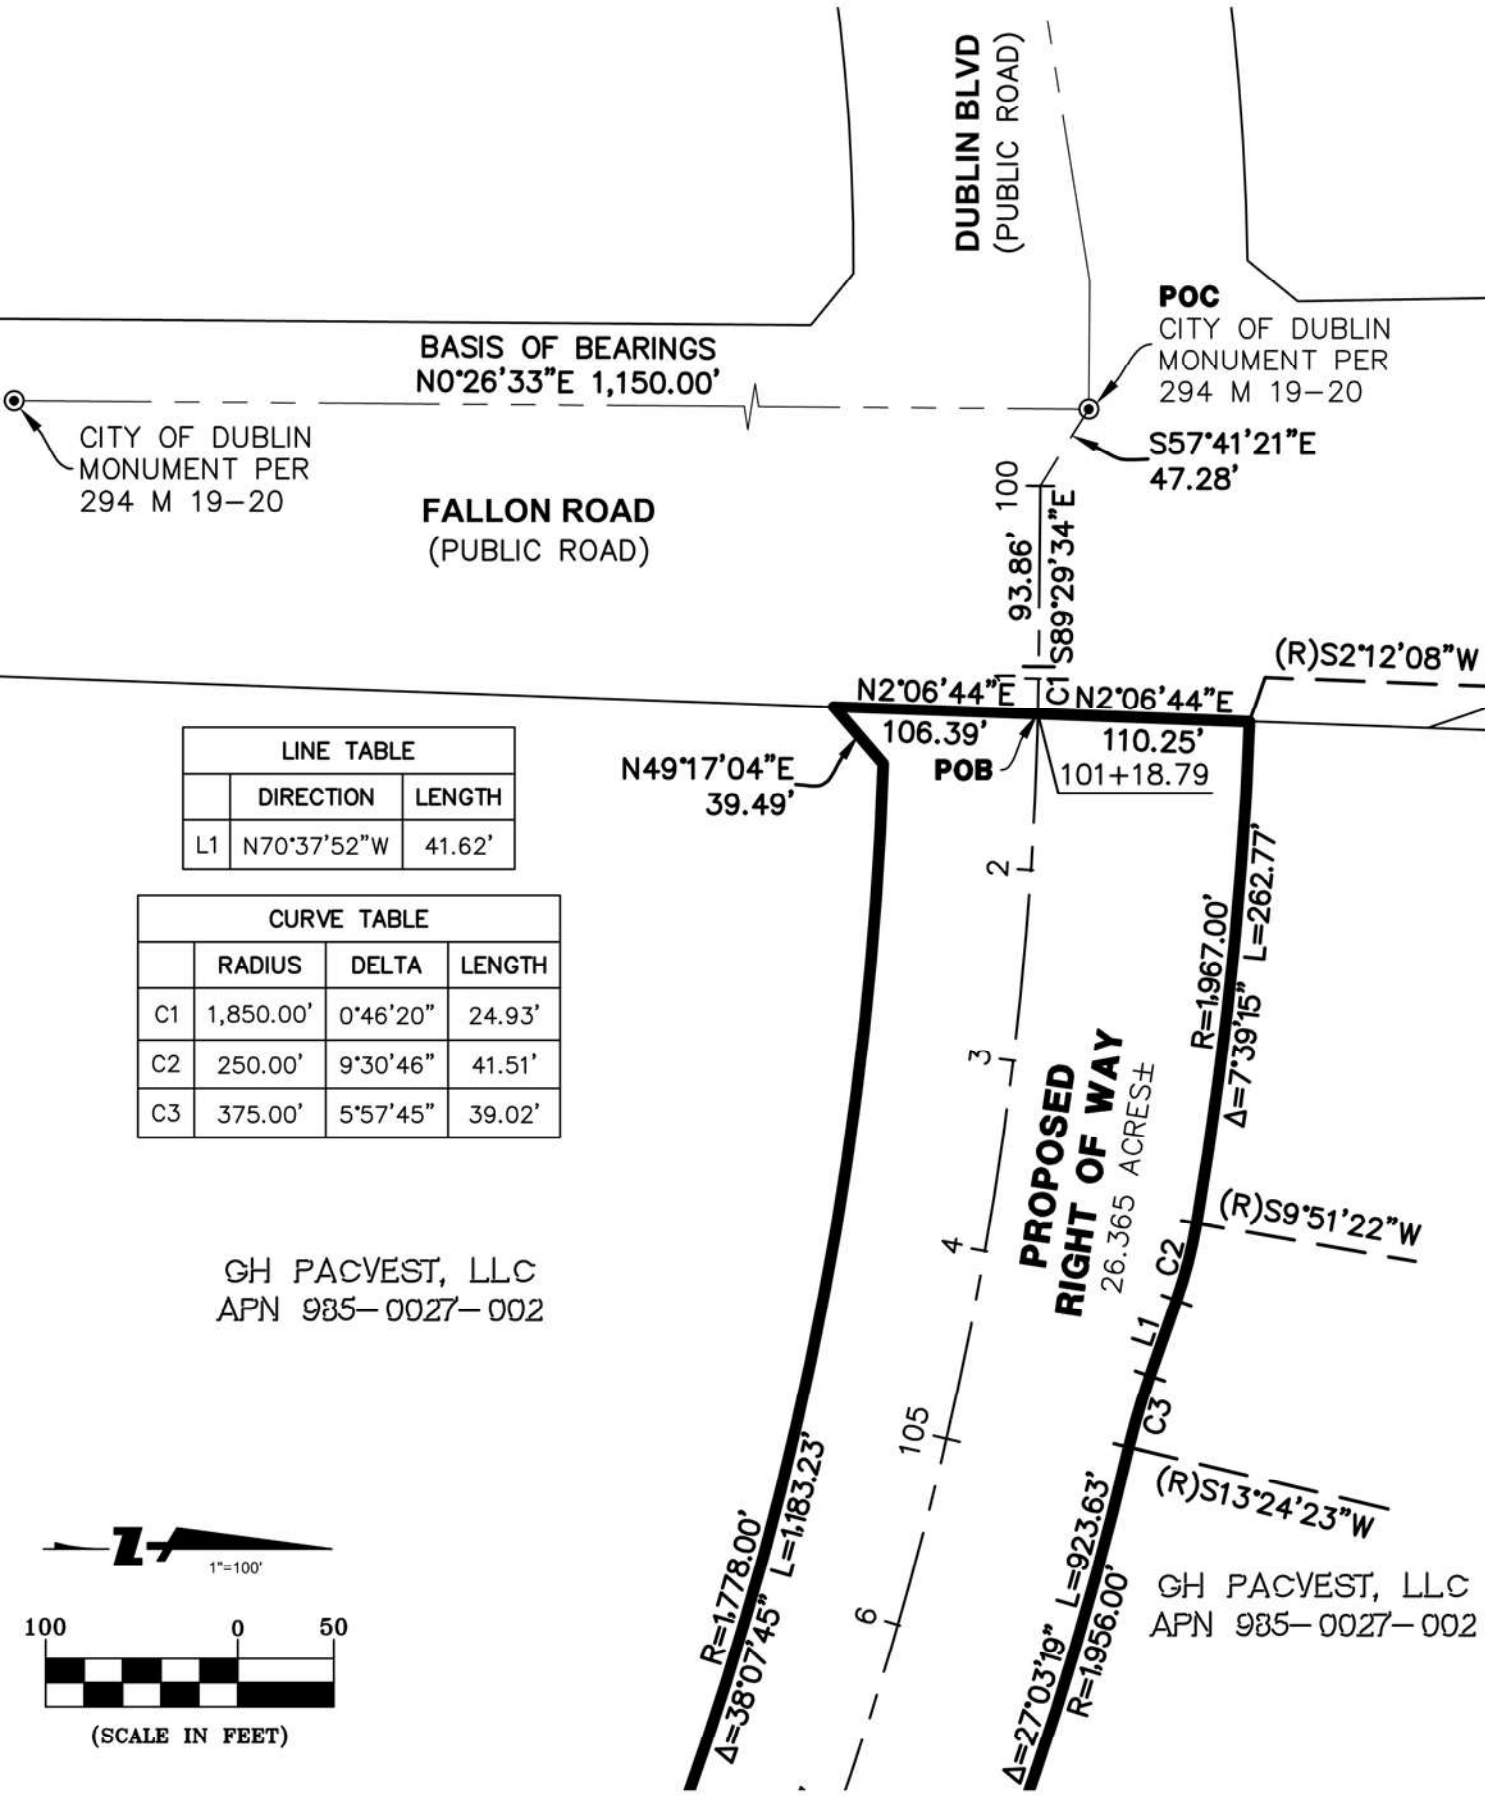 DUBLIN BLVD
(PUBLIC ROAD)
POC
CITY OF DUBLIN
MONUMENT PER
294 M 19-20
BASIS OF BEARINGS
N0°26'33"E 1,150.00'
CITY OF DUBLIN
MONUMENT PER
294 M 19-20
S57°41'21"E
47.28'
FALLON ROAD
(PUBLIC ROAD)
100
93.86'
S89°29'34"E
1
C1
(R)S2°12'08"W
N2°06'44"E
106.39'
N2°06'44"E
110.25'
POB
101+18.79
N49°17'04"E
39.49'
LINE TABLE
DIRECTION LENGTH
L1 N70°37'52"W 41.62'
CURVE TABLE
RADIUS DELTA LENGTH
C1 1,850.00' 0°46'20" 24.93'
C2 250.00' 9°30'46" 41.51'
C3 375.00' 5°57'45" 39.02'
2
3
4
105
6
R=1,967.00'
Δ=7°39'15" L=262.77'
PROPOSED
RIGHT OF WAY
26.365 ACRES±
(R)S9°51'22"W
C2
L1
C3
(R)S13°24'23"W
GH PACVEST, LLC
APN 985-0027-002
R=1,778.00'
Δ=38°07'45" L=1,183.23'
Δ=27°03'19" L=923.63'
R=1,956.00'
GH PACVEST, LLC
APN 985-0027-002
Z
1"=100'
100 0 50
(SCALE IN FEET)